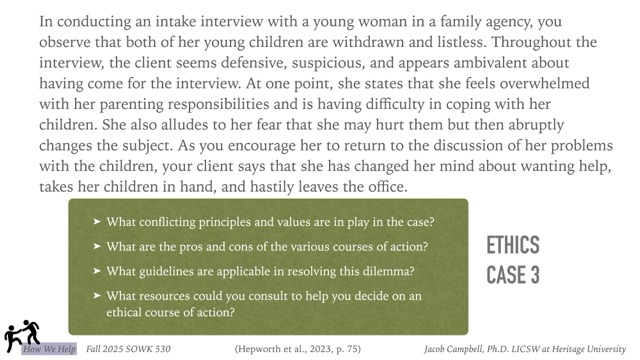 In conducting an intake interview with a young woman in a family agency, you
observe that both of her young children are withdrawn and listless. Throughout the
interview, the client seems defensive, suspicious, and appears ambivalent about
having come for the interview. At one point, she states that she feels overwhelmed
with her parenting responsibilities and is having difficulty in coping with her
children. She also alludes to her fear that she may hurt them but then abruptly
changes the subject. As you encourage her to return to the discussion of her problems
with the children, your client says that she has changed her mind about wanting help,
takes her children in hand, and hastily leaves the office.
➤ What conflicting principles and values are in play in the case?
➤ What are the pros and cons of the various courses of action?
➤ What guidelines are applicable in resolving this dilemma?
➤ What resources could you consult to help you decide on an
ethical course of action?
ETHICS
CASE 3
How We Help Fall 2025 SOWK 530 (Hepworth et al., 2023, p. 75) Jacob Campbell, Ph.D. LICSW at Heritage University